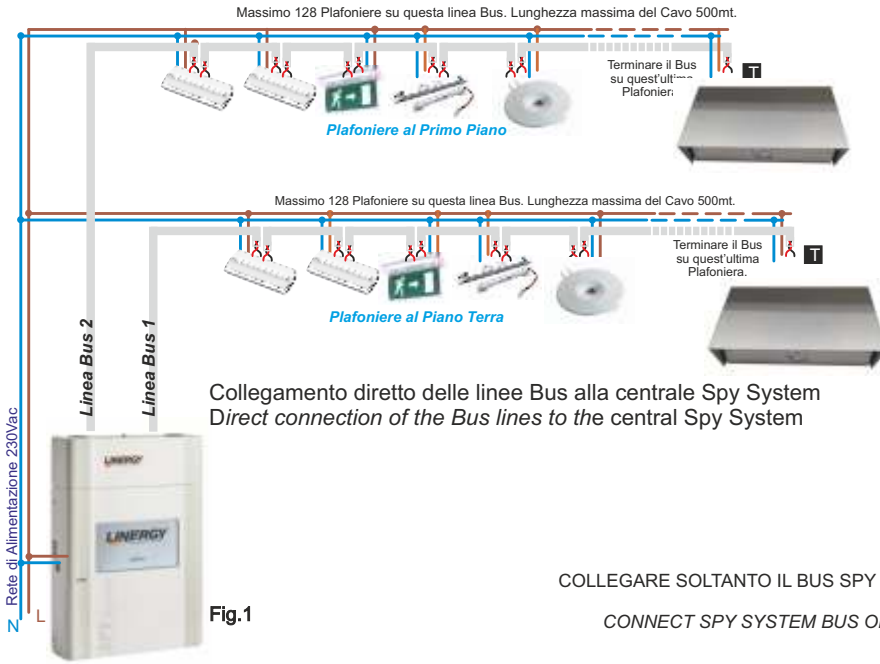 Massimo 128 Plafoniere su questa linea Bus. Lunghezza massima del Cavo 500mt.
Terminare il Bus
su quest'ultima
Plafoniera
T
Plafoniere al Primo Piano
Massimo 128 Plafoniere su questa linea Bus. Lunghezza massima del Cavo 500mt.
Terminare il Bus
su quest'ultima
Plafoniera.
T
Plafoniere al Piano Terra
Linea Bus 2
Linea Bus 1
Collegamento diretto delle linee Bus alla centrale Spy System
Direct connection of the Bus lines to the central Spy System
Rete di Alimentazione 230Vac
LINERGY
LINERGY
N
L
Fig.1
COLLEGARE SOLTANTO IL BUS SPY
CONNECT SPY SYSTEM BUS